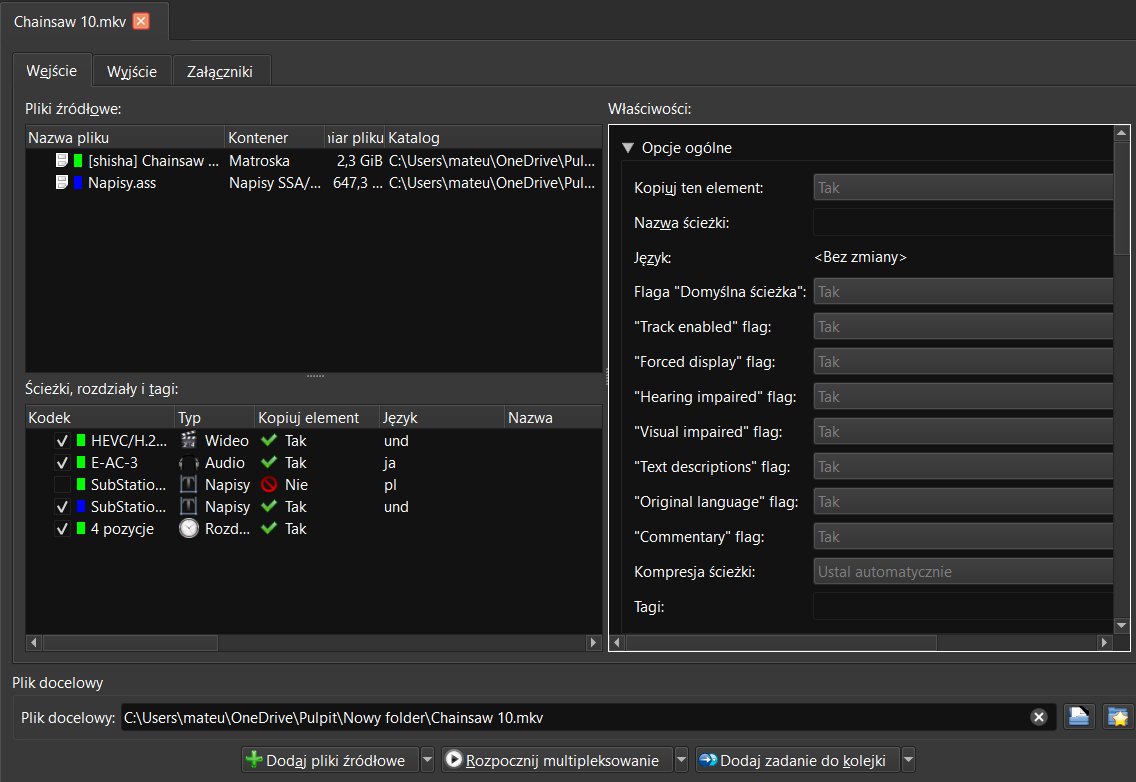 Chainsaw 10.mkv
Wejście Wyjście Załączniki
Pliki źródłowe:
Nazwa pliku Kontener iar pliku Katalog
[shisha] Chainsaw ... Matroska 2,3 GiB C:\Users\mateu\OneDrive\Pul...
Napisy.ass Napisy SSA/... 647,3 ... C:\Users\mateu\OneDrive\Pul...
Ścieżki, rozdziały i tagi:
Kodek Typ Kopiuj element Język Nazwa
HEVC/H.2... Wideo Tak und
E-AC-3 Audio Tak ja
SubStatio... Napisy Nie pl
SubStatio... Napisy Tak und
4 pozycje Rozd... Tak
Właściwości:
Opcje ogólne
Kopiuj ten element: Tak
Nazwa ścieżki:
Język: <Bez zmiany>
Flaga "Domyślna ścieżka": Tak
"Track enabled" flag: Tak
"Forced display" flag: Tak
"Hearing impaired" flag: Tak
"Visual impaired" flag: Tak
"Text descriptions" flag: Tak
"Original language" flag: Tak
"Commentary" flag: Tak
Kompresja ścieżki: Ustal automatycznie
Tagi:
Plik docelowy
Plik docelowy: C:\Users\mateu\OneDrive\Pulpit\Nowy folder\Chainsaw 10.mkv
Dodaj pliki źródłowe Rozpocznij multipleksowanie Dodaj zadanie do kolejki